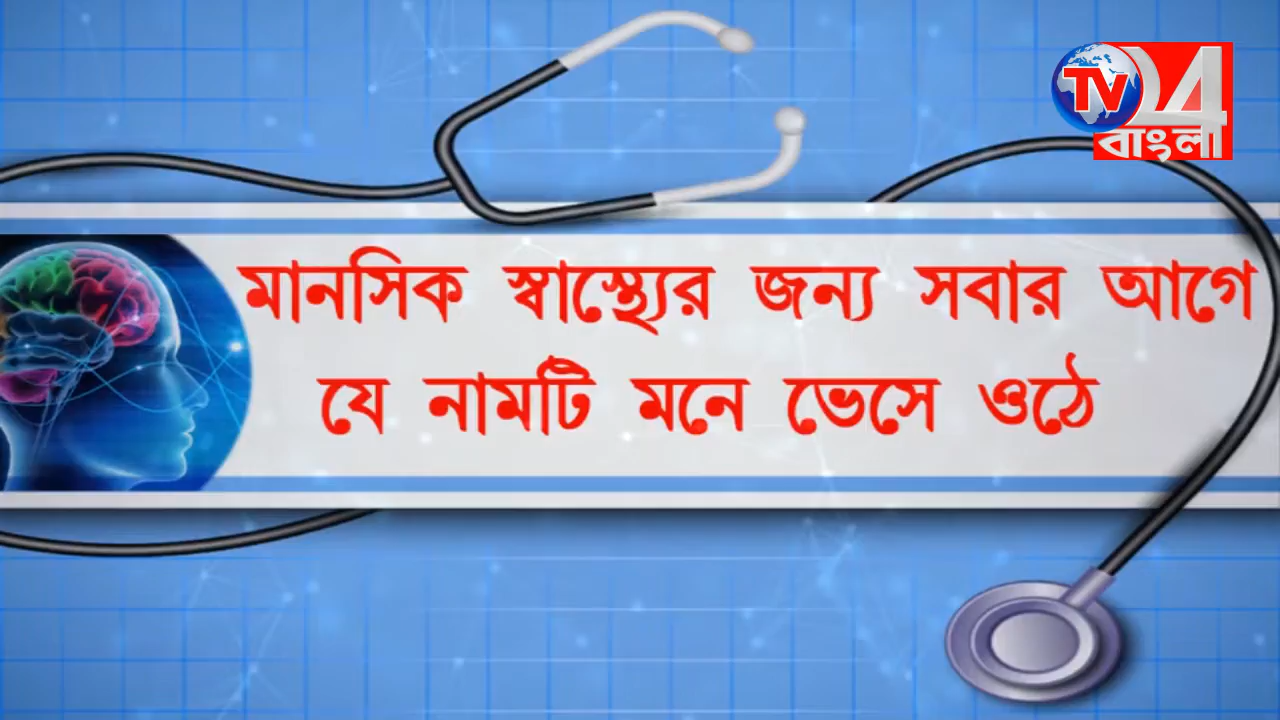 TV 24
বাংলা
মানসিক স্বাস্থ্যের জন্য সবার আগে
যে নামটি মনে ভেসে ওঠে